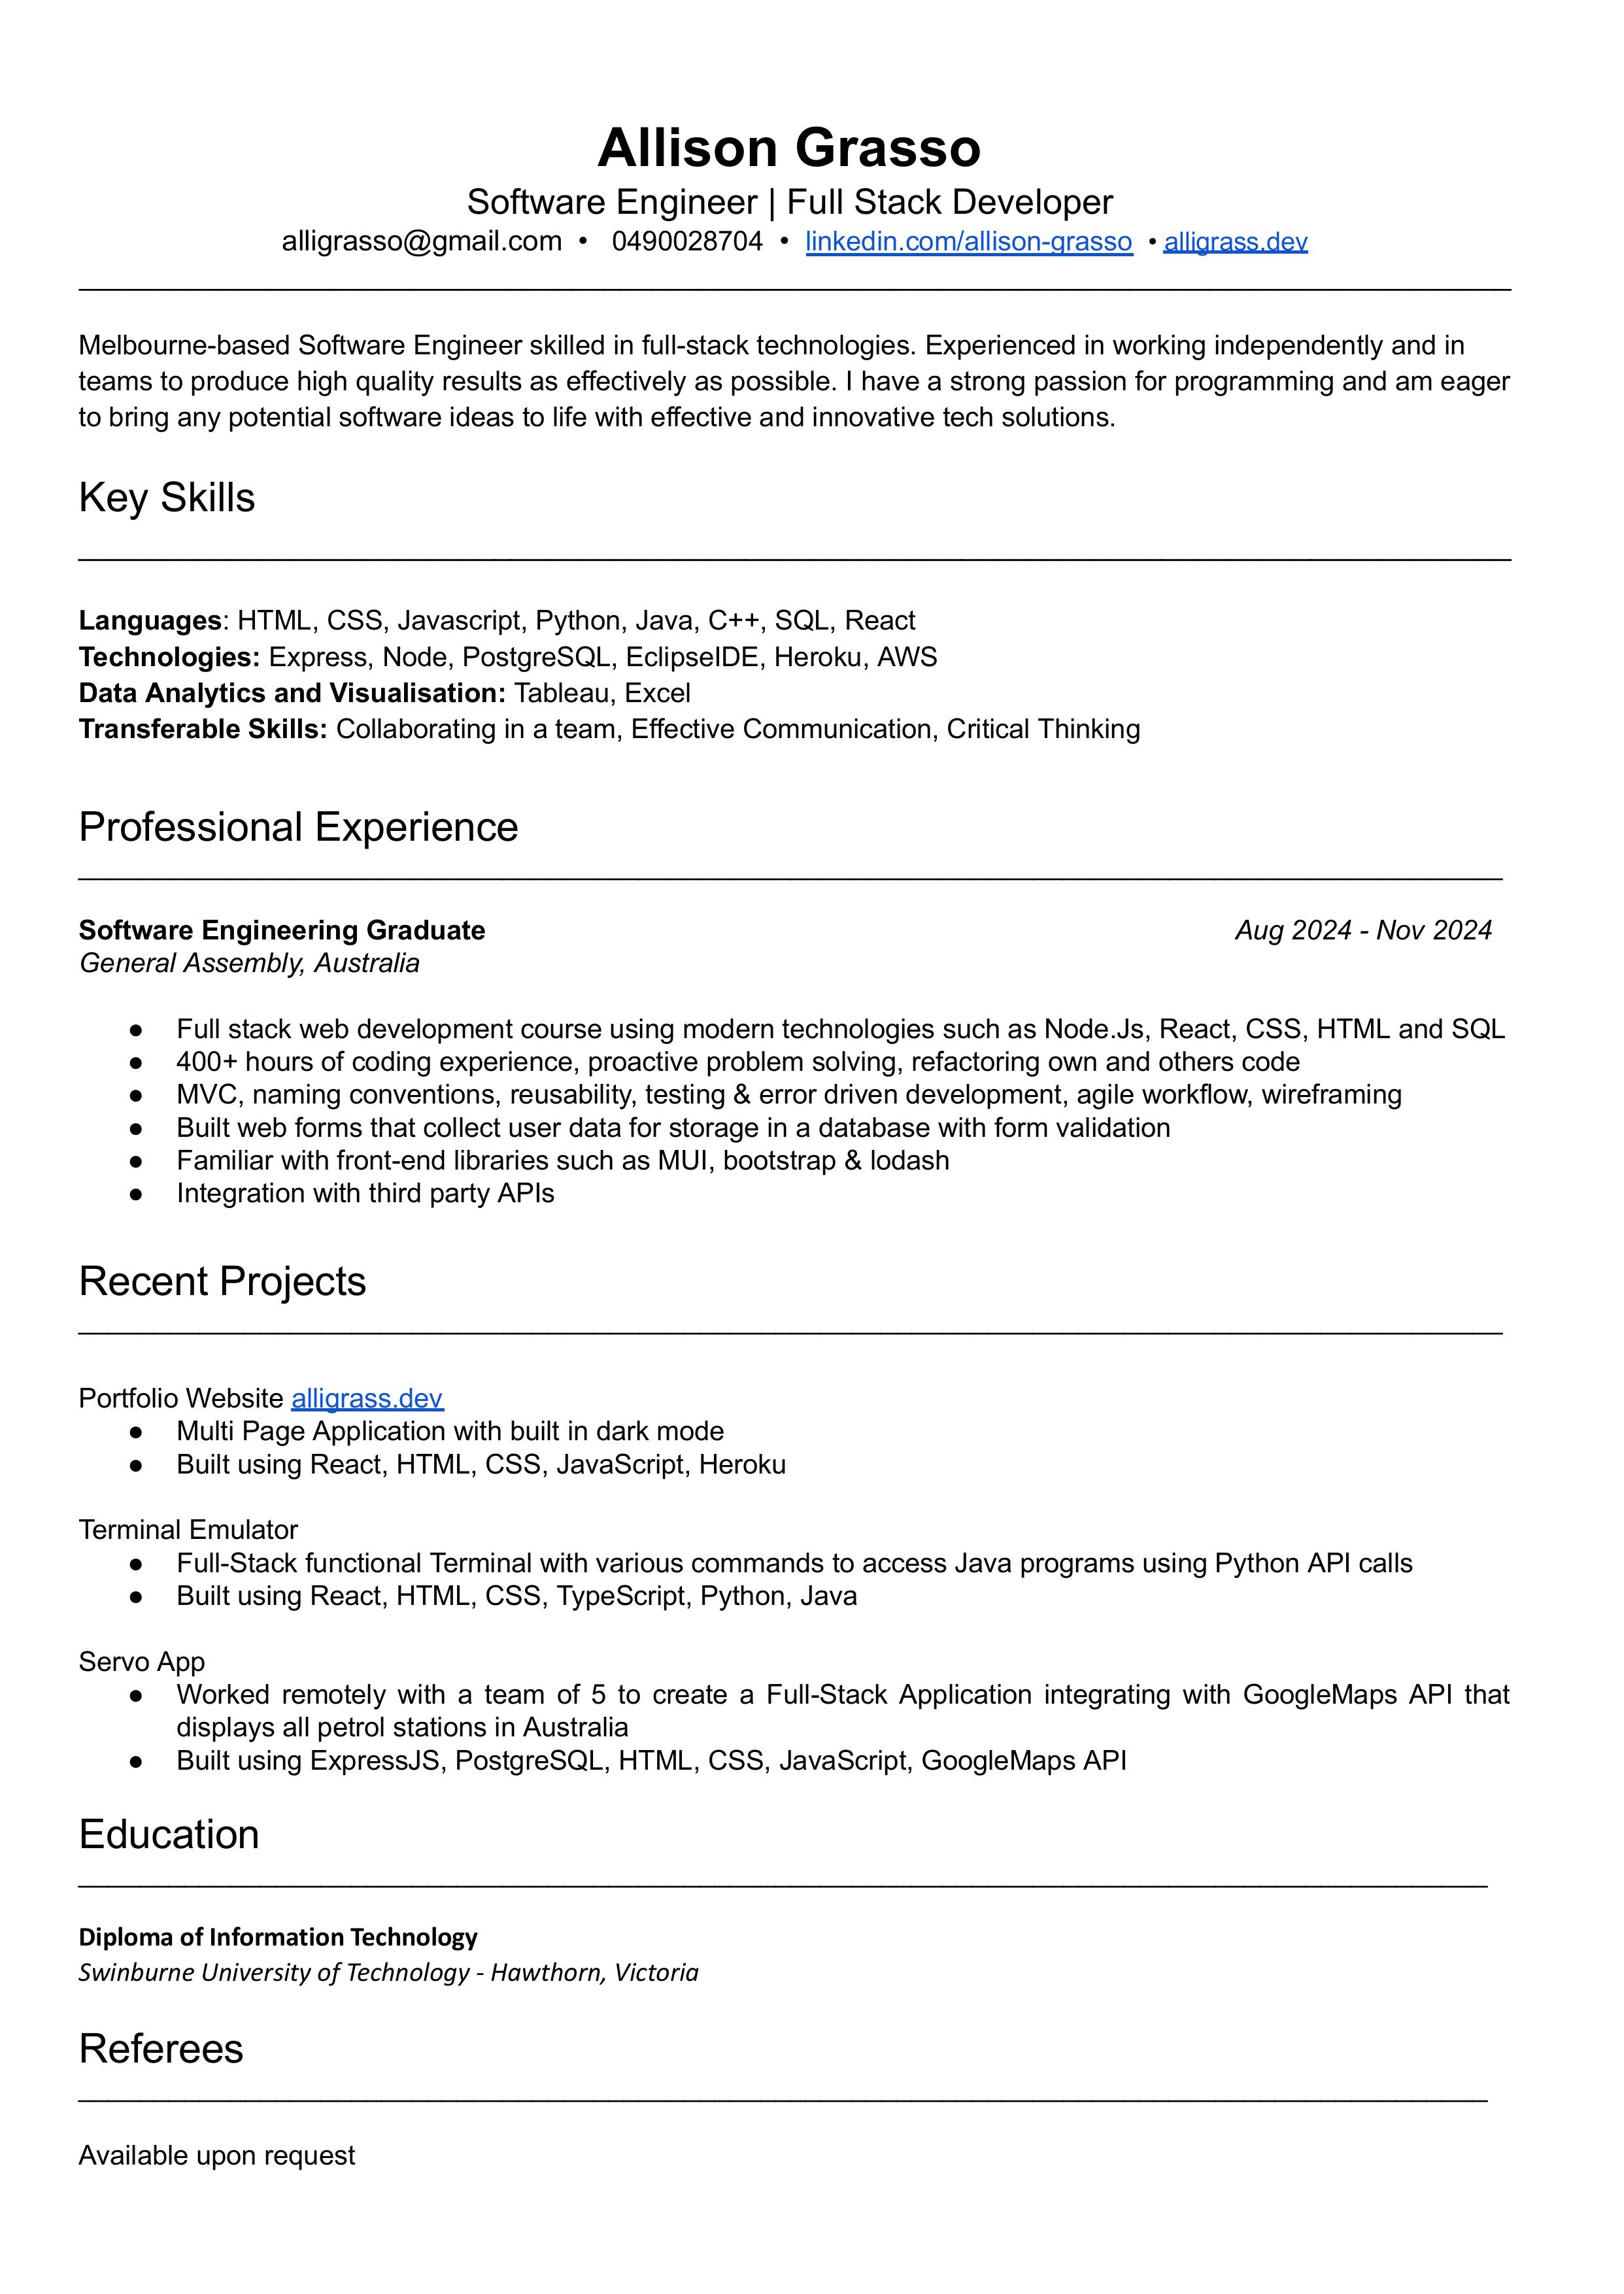 Allison Grasso
Software Engineer | Full Stack Developer
alligrasso@gmail.com • 0490028704 • linkedin.com/allison-grasso • alligrass.dev
Melbourne-based Software Engineer skilled in full-stack technologies. Experienced in working independently and in
teams to produce high quality results as effectively as possible. I have a strong passion for programming and am eager
to bring any potential software ideas to life with effective and innovative tech solutions.
Key Skills
Languages: HTML, CSS, Javascript, Python, Java, C++, SQL, React
Technologies: Express, Node, PostgreSQL, EclipseIDE, Heroku, AWS
Data Analytics and Visualisation: Tableau, Excel
Transferable Skills: Collaborating in a team, Effective Communication, Critical Thinking
Professional Experience
Software Engineering Graduate Aug 2024 - Nov 2024
General Assembly, Australia
● Full stack web development course using modern technologies such as Node.Js, React, CSS, HTML and SQL
● 400+ hours of coding experience, proactive problem solving, refactoring own and others code
● MVC, naming conventions, reusability, testing & error driven development, agile workflow, wireframing
● Built web forms that collect user data for storage in a database with form validation
● Familiar with front-end libraries such as MUI, bootstrap & lodash
● Integration with third party APIs
Recent Projects
Portfolio Website alligrass.dev
● Multi Page Application with built in dark mode
● Built using React, HTML, CSS, JavaScript, Heroku
Terminal Emulator
● Full-Stack functional Terminal with various commands to access Java programs using Python API calls
● Built using React, HTML, CSS, TypeScript, Python, Java
Servo App
● Worked remotely with a team of 5 to create a Full-Stack Application integrating with GoogleMaps API that
displays all petrol stations in Australia
● Built using ExpressJS, PostgreSQL, HTML, CSS, JavaScript, GoogleMaps API
Education
Diploma of Information Technology
Swinburne University of Technology - Hawthorn, Victoria
Referees
Available upon request